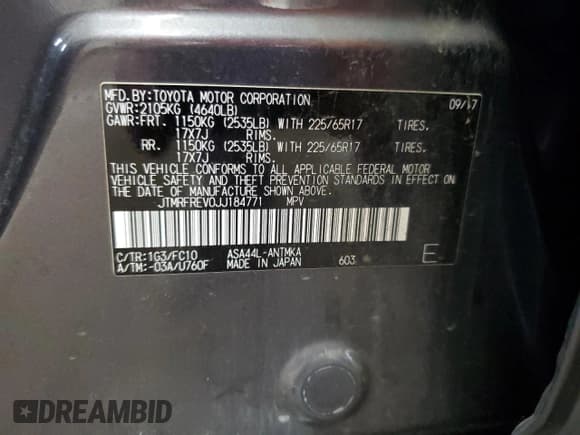 MFD. BY: TOYOTA MOTOR CORPORATION 09/17
GVWR: 2105KG (4640LB)
GAWR: FRT. 1150KG (2535LB) WITH 225/65R17 TIRES.
17X7J RIMS.
RR. 1150KG (2535LB) WITH 225/65R17 TIRES.
17X7J RIMS.
THIS VEHICLE CONFORMS TO ALL APPLICABLE FEDERAL MOTOR
VEHICLE SAFETY STANDARDS IN EFFECT ON
THE DATE OF MANUFACTURE SHOWN ABOVE.
JTMRFREV0JJ184771 MPV
C/TR: 1G3/FC10 ASA44L-ANTMKA
A/TM: -03A/U760F MADE IN JAPAN 603 E
DREAMBID